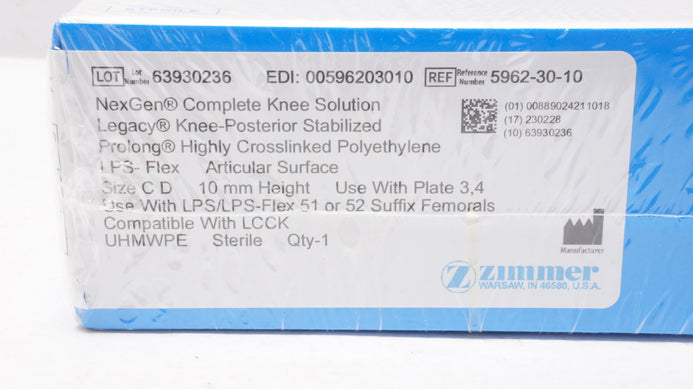 STERILE
LOT Lot Number 63930236 EDI: 00596203010 REF Reference Number 5962-30-10
NexGen® Complete Knee Solution
Legacy® Knee-Posterior Stabilized
Prolong® Highly Crosslinked Polyethylene
LPS- Flex Articular Surface
Size C D 10 mm Height Use With Plate 3,4
Use With LPS/LPS-Flex 51 or 52 Suffix Femorals
Compatible With LCCK
UHMWPE Sterile Qty-1
(01) 00889024211018
(17) 230228
(10) 63930236
Manufacturer
Z zimmer
WARSAW, IN 46580, U.S.A.